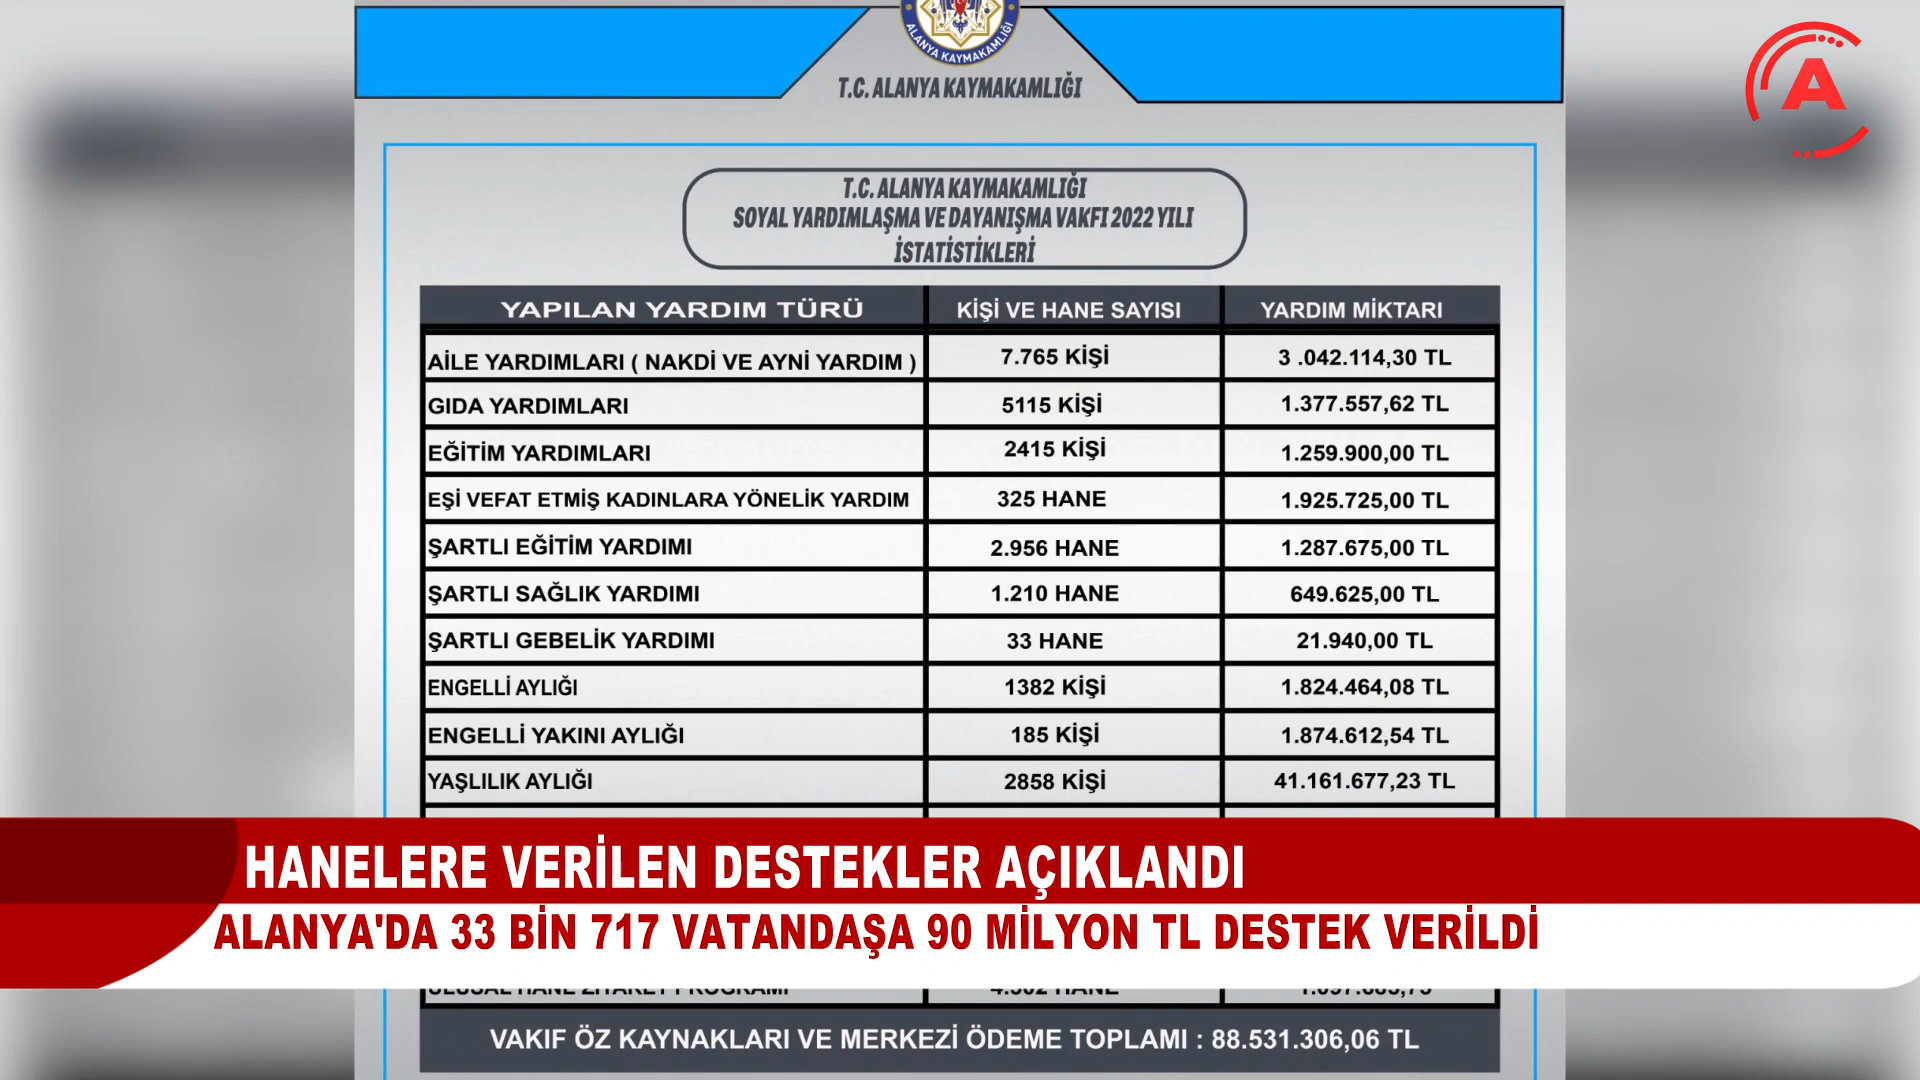 ALANYA KAYMAKAMLIĞI
T.C. ALANYA KAYMAKAMLIĞI
A
T.C. ALANYA KAYMAKAMLIĞI
SOYAL YARDIMLAŞMA VE DAYANIŞMA VAKFI 2022 YILI
İSTATİSTİKLERİ
YAPILAN YARDIM TÜRÜ KİŞİ VE HANE SAYISI YARDIM MİKTARI
AİLE YARDIMLARI ( NAKDİ VE AYNİ YARDIM ) 7.765 KİŞİ 3 .042.114,30 TL
GIDA YARDIMLARI 5115 KİŞİ 1.377.557,62 TL
EĞİTİM YARDIMLARI 2415 KİŞİ 1.259.900,00 TL
EŞİ VEFAT ETMİŞ KADINLARA YÖNELİK YARDIM 325 HANE 1.925.725,00 TL
ŞARTLI EĞİTİM YARDIMI 2.956 HANE 1.287.675,00 TL
ŞARTLI SAĞLIK YARDIMI 1.210 HANE 649.625,00 TL
ŞARTLI GEBELİK YARDIMI 33 HANE 21.940,00 TL
ENGELLİ AYLIĞI 1382 KİŞİ 1.824.464,08 TL
ENGELLİ YAKINI AYLIĞI 185 KİŞİ 1.874.612,54 TL
YAŞLILIK AYLIĞI 2858 KİŞİ 41.161.677,23 TL
HANELERE VERİLEN DESTEKLER AÇIKLANDI
ALANYA'DA 33 BİN 717 VATANDAŞA 90 MİLYON TL DESTEK VERİLDİ
VAKIF ÖZ KAYNAKLARI VE MERKEZİ ÖDEME TOPLAMI : 88.531.306,06 TL